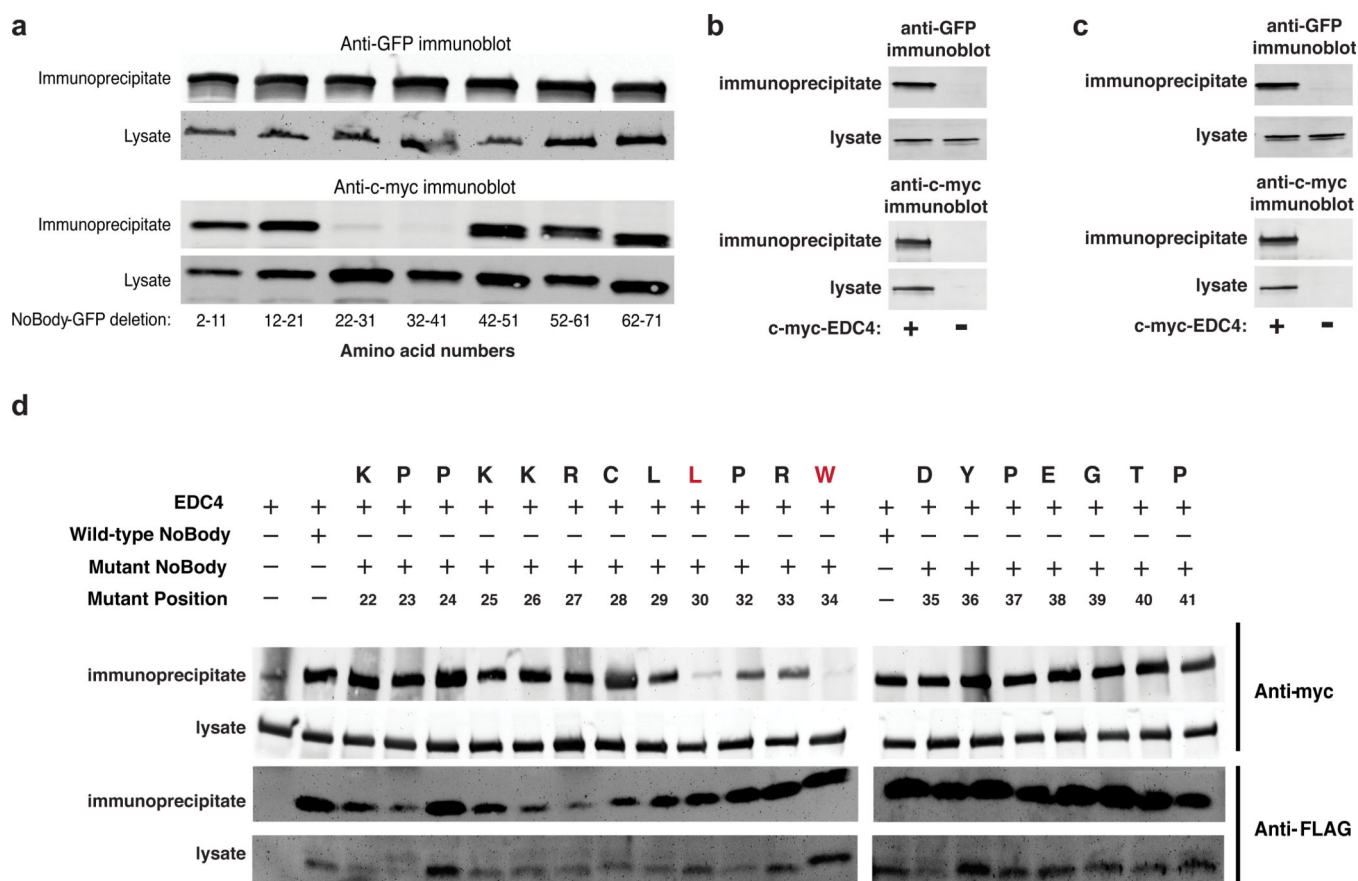 a
Anti-GFP immunoblot
Immunoprecipitate
Lysate
Anti-c-myc immunoblot
Immunoprecipitate
Lysate
NoBody-GFP deletion: 2-11 12-21 22-31 32-41 42-51 52-61 62-71
Amino acid numbers
b
anti-GFP
immunoblot
immunoprecipitate
lysate
anti-c-myc
immunoblot
immunoprecipitate
lysate
c-myc-EDC4: + -
c
anti-GFP
immunoblot
immunoprecipitate
lysate
anti-c-myc
immunoblot
immunoprecipitate
lysate
c-myc-EDC4: + -
d
K P P K K R C L L P R W D Y P E G T P
EDC4 + + + + + + + + + + + + + + + + + + + + + +
Wild-type NoBody − + − − − − − − − − − − − − + − − − − − − −
Mutant NoBody − − + + + + + + + + + + + + − + + + + + + +
Mutant Position − − 22 23 24 25 26 27 28 29 30 32 33 34 − 35 36 37 38 39 40 41
immunoprecipitate
lysate
Anti-myc
immunoprecipitate
lysate
Anti-FLAG